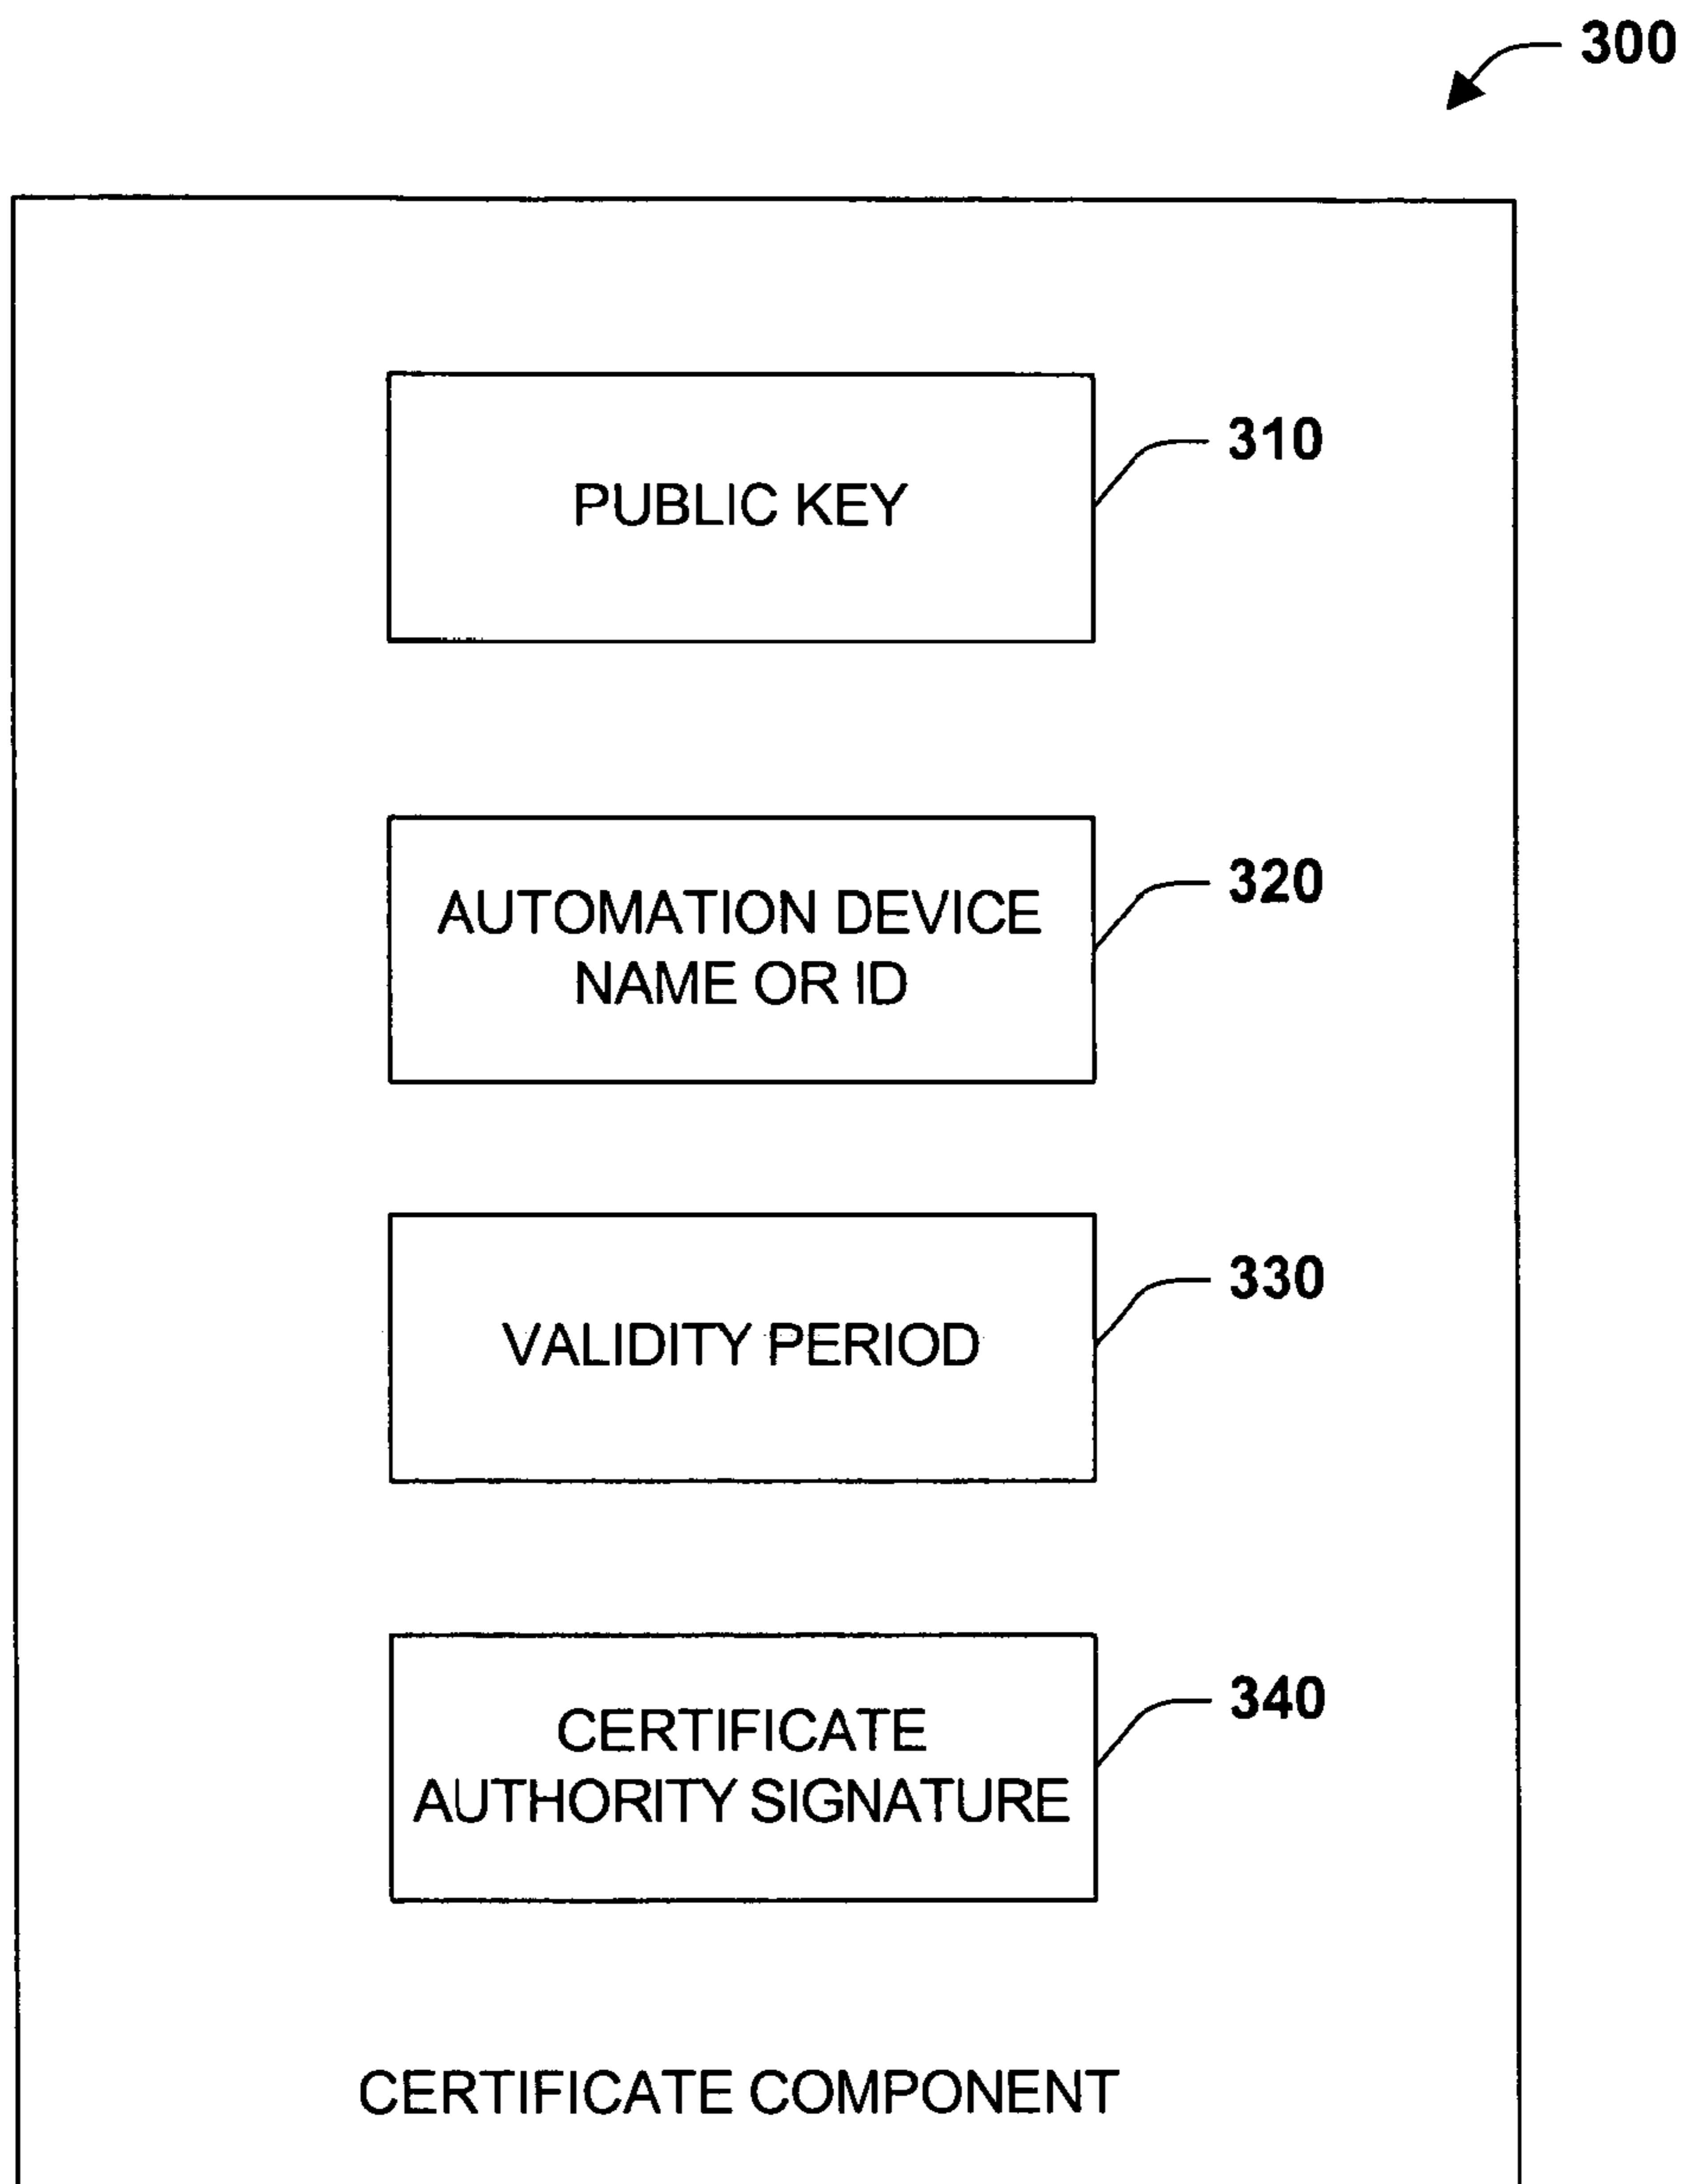 300
PUBLIC KEY
310
AUTOMATION DEVICE
NAME OR ID
320
VALIDITY PERIOD
330
CERTIFICATE
AUTHORITY SIGNATURE
340
CERTIFICATE COMPONENT